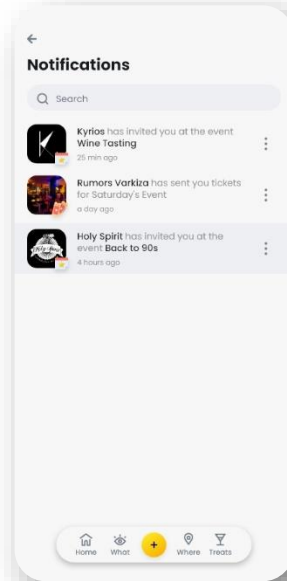 Notifications
Search
Kyrios has invited you at the event
Wine Tasting
25 min ago
Rumors Varkiza has sent you tickets
for Saturday's Event
a day ago
Holy Spirit has invited you at the
event Back to 90s
4 hours ago
Home What Where Treats